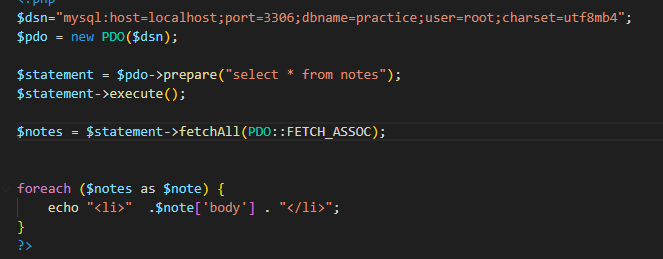 <?php
$dsn="mysql:host=localhost;port=3306;dbname=practice;user=root;charset=utf8mb4";
$pdo = new PDO($dsn);
$statement = $pdo->prepare("select * from notes");
$statement->execute();
$notes = $statement->fetchAll(PDO::FETCH_ASSOC);
foreach ($notes as $note) {
    echo "<li>"  .$note['body'] . "</li>";
}
?>